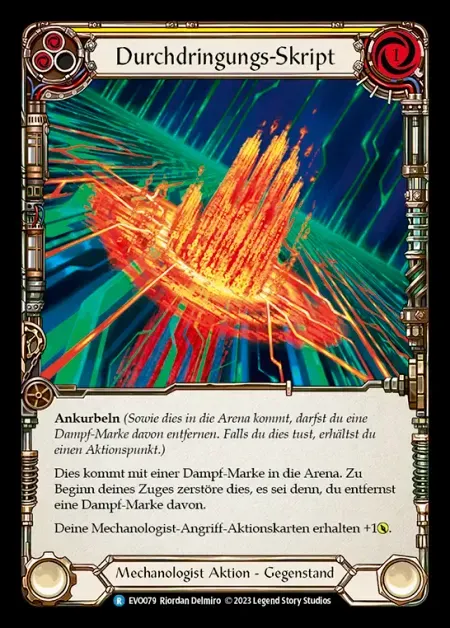 Durchdringungs-Skript
1
Ankurbeln (Sowie dies in die Arena kommt, darfst du eine
Dampf-Marke davon entfernen. Falls du dies tust, erhältst du
einen Aktionspunkt.)
Dies kommt mit einer Dampf-Marke in die Arena. Zu
Beginn deines Zuges zerstöre dies, es sei denn, du entfernst
eine Dampf-Marke davon.
Deine Mechanologist-Angriff-Aktionskarten erhalten +1.
Mechanologist Aktion - Gegenstand
R EVO079 Riordan Delmiro ©2023 Legend Story Studios